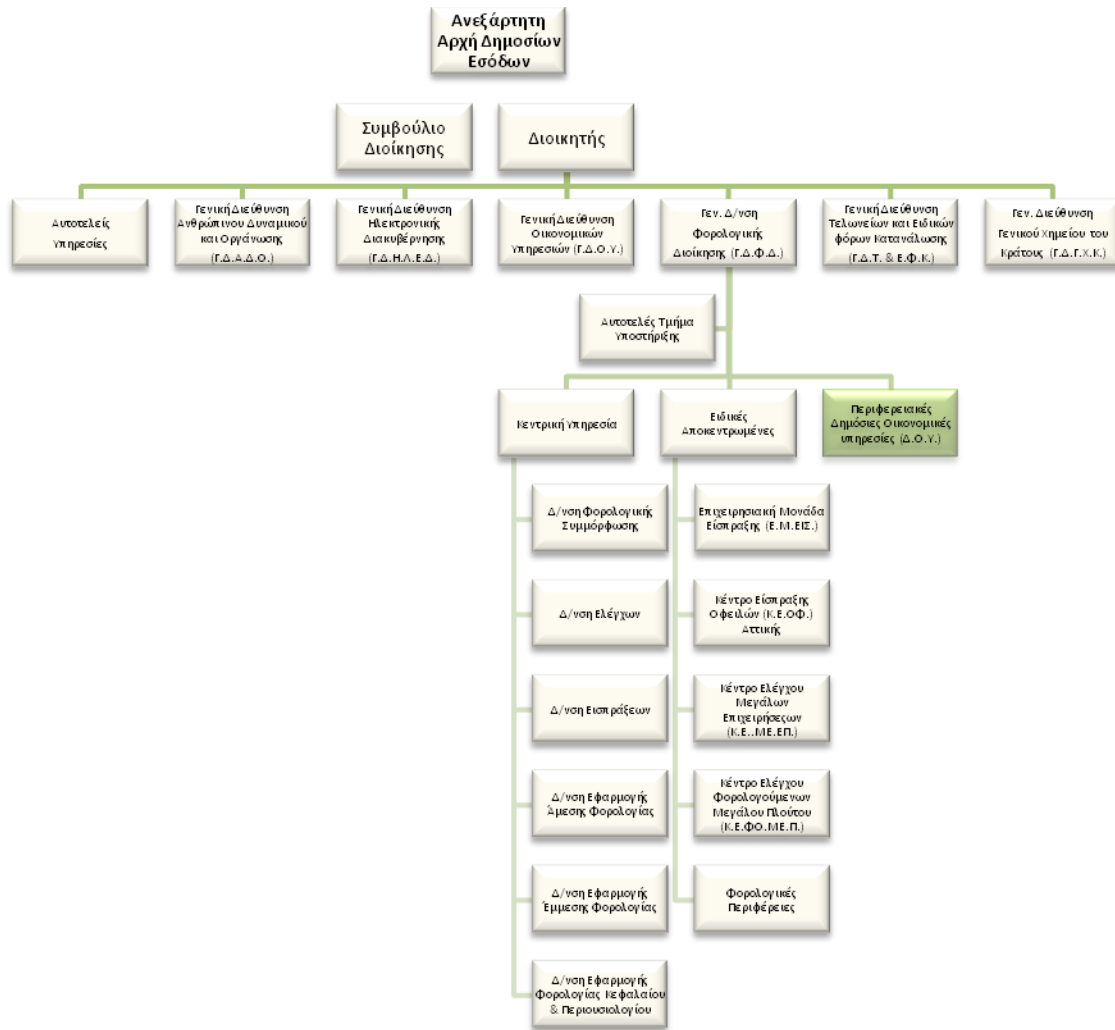 Ανεξάρτητη
Αρχή Δημοσίων
Εσόδων
Συμβούλιο
Διοίκησης
Διοικητής
Αυτοτελείς
Υπηρεσίες
Γενική Διεύθυνση
Ανθρώπινου Δυναμικού
και Οργάνωσης
(Γ.Δ.Α.Δ.Ο.)
Γενική Διεύθυνση
Ηλεκτρονικής
Διακυβέρνησης
(Γ.Δ.Η.Λ.Ε.Δ.)
Γενική Διεύθυνση
Οικονομικών
Υπηρεσιών (Γ.Δ.Ο.Υ.)
Γεν. Δ/νση
Φορολογικής
Διοίκησης (Γ.Δ.Φ.Δ.)
Γενική Διεύθυνση
Τελωνείων και Ειδικών
φόρων Κατανάλωσης
(Γ.Δ.Τ. & Ε.Φ.Κ.)
Γεν. Διεύθυνση
Γενικού Χημείου του
Κράτους (Γ.Δ.Γ.Χ.Κ.)
Αυτοτελές Τμήμα
Υποστήριξης
Κεντρική Υπηρεσία
Ειδικές
Αποκεντρωμένες
Περιφερειακές
Δημόσιες Οικονομικές
υπηρεσίες (Δ.Ο.Υ.)
Δ/νση Φορολογικής
Συμμόρφωσης
Δ/νση Ελέγχων
Δ/νση Εισπράξεων
Δ/νση Εφαρμογής
Άμεσης Φορολογίας
Δ/νση Εφαρμογής
Έμμεσης Φορολογίας
Δ/νση Εφαρμογής
Φορολογίας Κεφαλαίου
& Περιουσιολογίου
Επιχειρησιακή Μονάδα
Είσπραξης (Ε.Μ.ΕΙΣ.)
Κέντρο Είσπραξης
Οφειλών (Κ.Ε.ΟΦ.)
Αττικής
Κέντρο Ελέγχου
Μεγάλων
Επιχειρήσεςων
(Κ.Ε..ΜΕ.ΕΠ.)
Κέντρο Ελέγχου
Φορολογούμενων
Μεγάλου Πλούτου
(Κ.Ε.ΦΟ.ΜΕ.Π.)
Φορολογικές
Περιφέρειες